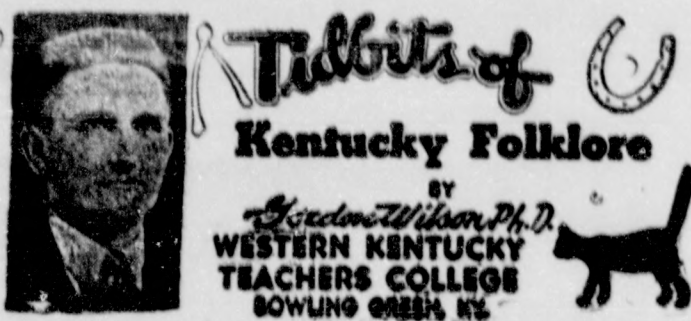 Tidbits of
Kentucky Folklore
BY
Gordon Wilson Ph.D.
WESTERN KENTUCKY
TEACHERS COLLEGE
BOWLING GREEN, KY.